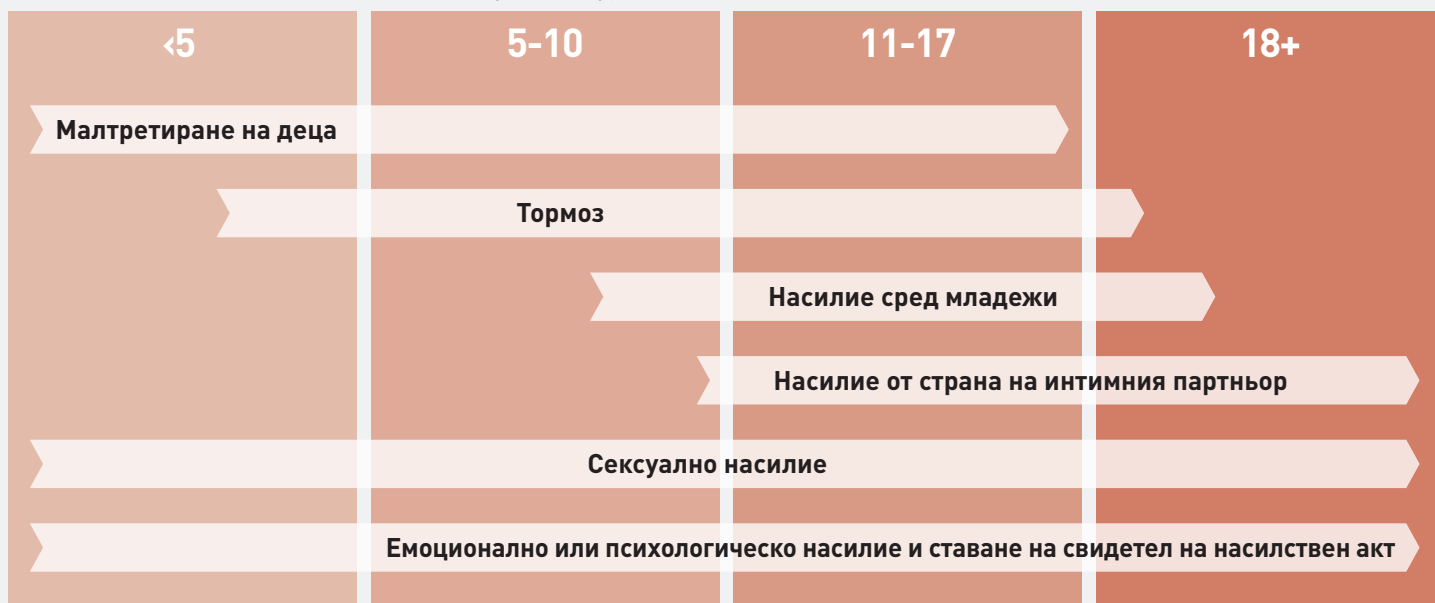 <5 5-10 11-17 18+
Малтретиране на деца
Тормоз
Насилие сред младежи
Насилие от страна на интимния партньор
Сексуално насилие
Емоционално или психологическо насилие и ставане на свидетел на насилствен акт